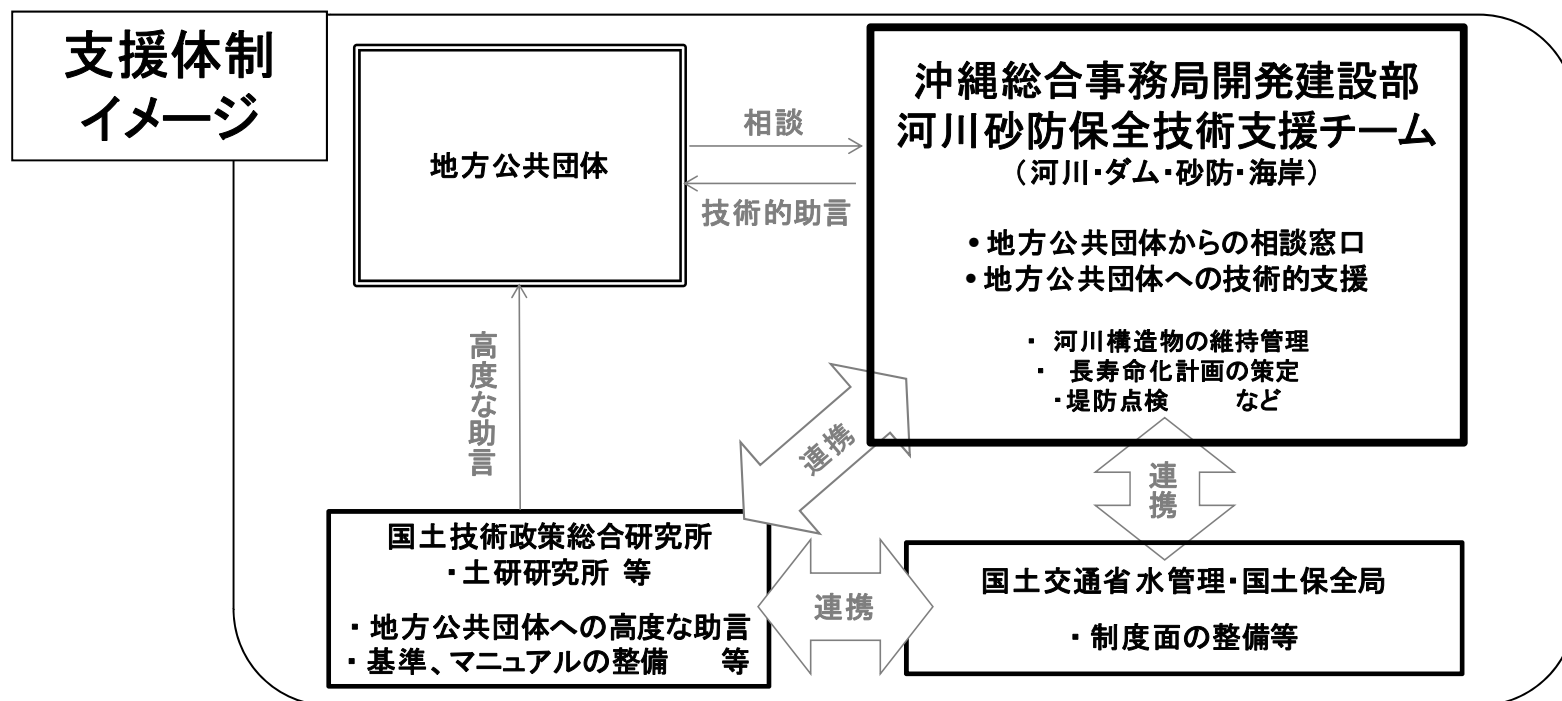 支援体制
イメージ
地方公共団体
相談
技術的助言
沖縄総合事務局開発建設部
河川砂防保全技術支援チーム
（河川・ダム・砂防・海岸）
•地方公共団体からの相談窓口
•地方公共団体への技術的支援
・ 河川構造物の維持管理
・ 長寿命化計画の策定
・堤防点検 など
高度な助言
連携
連携
国土技術政策総合研究所
・土研研究所 等
・地方公共団体への高度な助言
・基準、マニュアルの整備 等
連携
国土交通省 水管理・国土保全局
・制度面の整備等